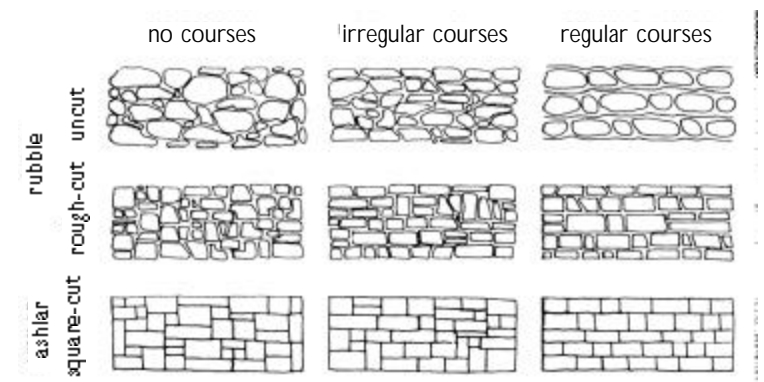 no courses
irregular courses
regular courses
rubble
uncut
rough-cut
ashlar
square-cut